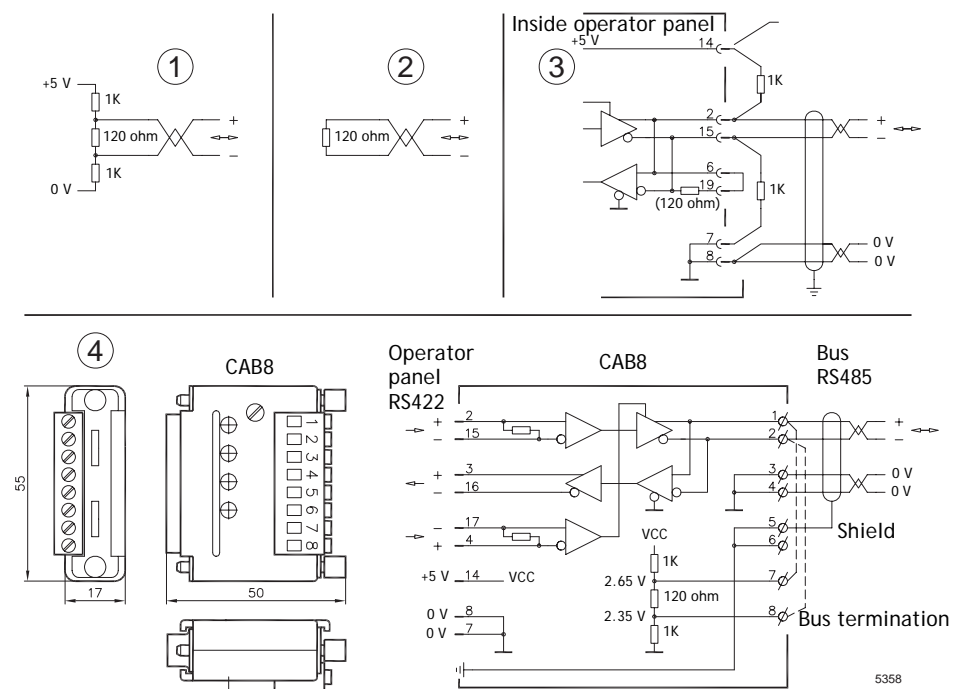 1
+5 V
1K
120 ohm
+
−
1K
0 V
2
120 ohm
+
−
Inside operator panel
+5 V
14
3
1K
2
+
15
−
6
19
(120 ohm)
1K
7
0 V
8
0 V
4
CAB8
55
17
1
2
3
4
5
6
7
8
50
Operator
panel
RS422
CAB8
Bus
RS485
+ 2
− 15
+ 3
− 16
− 17
+ 4
+5 V 14 VCC
0 V 8
0 V 7
VCC
1K
2.65 V
120 ohm
2.35 V
1K
1 +
2 −
3 0 V
4 0 V
5
Shield
6
7
8
Bus termination
5358